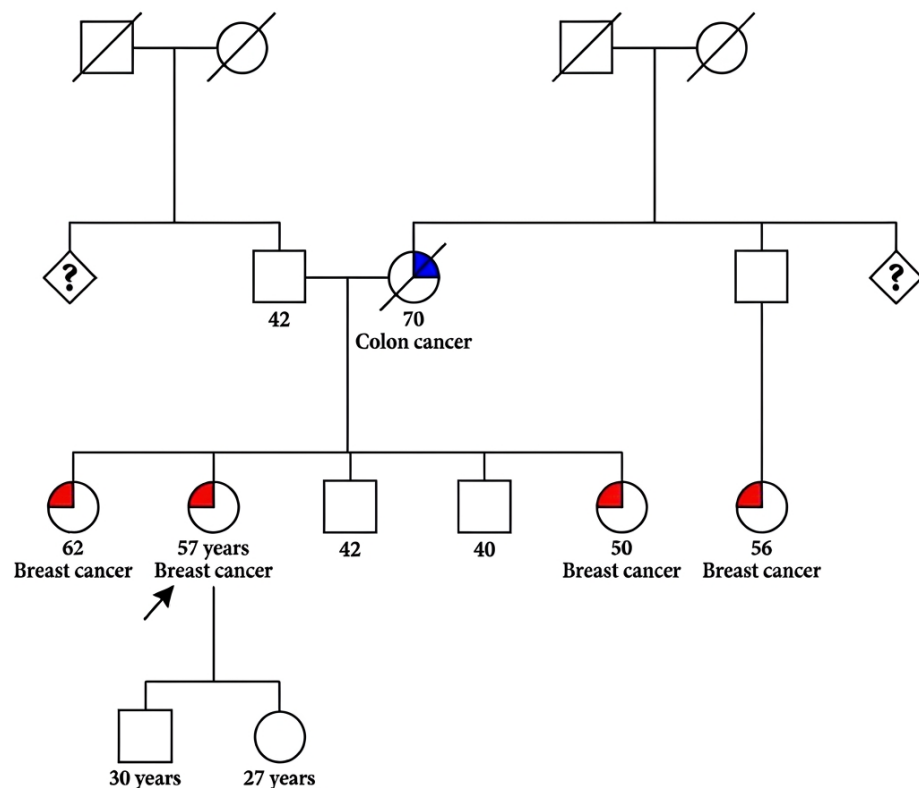 ?
?
42
70
Colon cancer
62
Breast cancer
57 years
Breast cancer
42
40
50
Breast cancer
56
Breast cancer
30 years
27 years